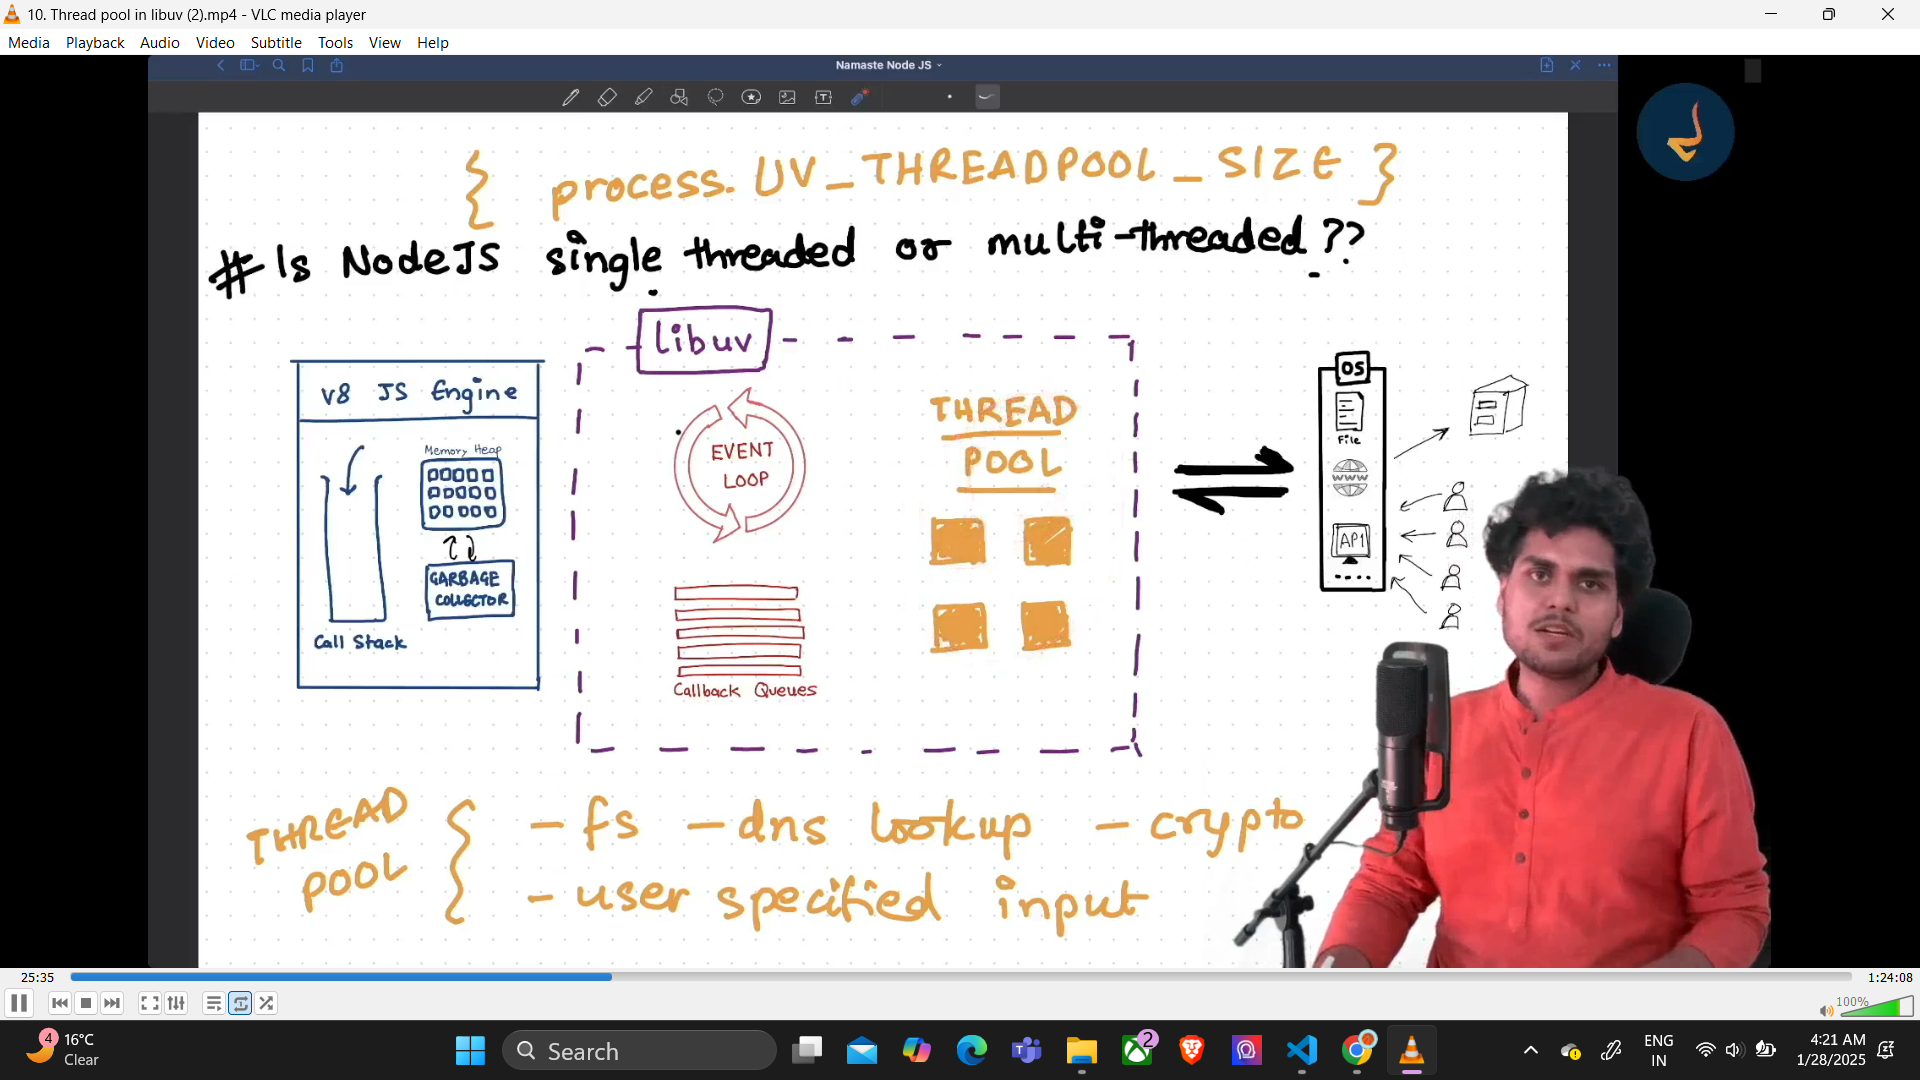 10. Thread pool in libuv (2).mp4 - VLC media player
Media Playback Audio Video Subtitle Tools View Help
Namaste Node JS
{ process. UV_THREADPOOL_SIZE }
# Is NodeJS single threaded or multi-threaded ??
libuv
v8 JS Engine
Memory Heap
GARBAGE
COLLECTOR
Call Stack
EVENT
LOOP
Callback Queues
THREAD
POOL
OS
File
www
API
THREAD
POOL
{ - fs - dns lookup - crypto
- user specified input
25:35
1:24:08
100%
4
16°C
Clear
Search
2
ENG
IN
4:21 AM
1/28/2025